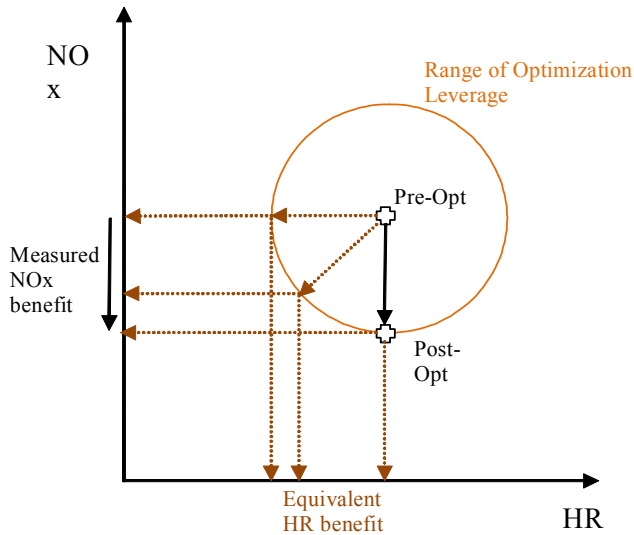 NO
x
Range of Optimization
Leverage
Pre-Opt
Measured
NOx
benefit
Post-
Opt
Equivalent
HR benefit
HR